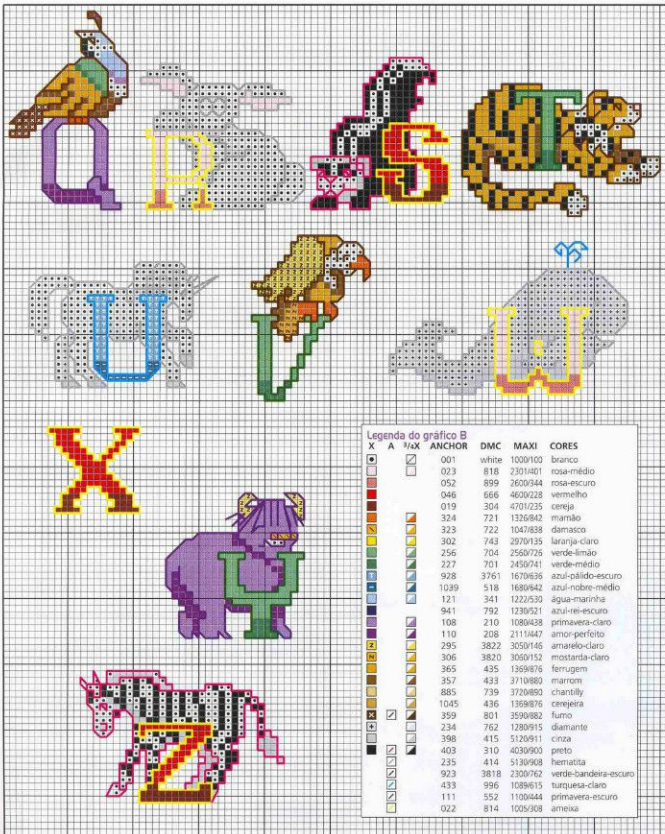 Q R S T
U V W
X
Y
Z
Legenda do gráfico B
X A ³/₄X ANCHOR DMC MAXI CORES
001 white 1000/100 branco
023 818 2301/401 rosa-médio
052 899 2600/344 rosa-escuro
046 666 4600/228 vermelho
019 304 4701/235 cereja
324 721 1326/842 mamão
323 722 1047/838 damasco
302 743 2970/135 laranja-claro
256 704 2560/726 verde-limão
227 701 2450/741 verde-médio
928 3761 1670/636 azul-pálido-escuro
1039 518 1680/642 azul-nobre-médio
121 341 1222/530 água-marinha
941 792 1230/521 azul-rei-escuro
108 210 1080/438 primavera-claro
110 208 2111/447 amor-perfeito
295 3822 3050/146 amarelo-claro
306 3820 3060/152 mostarda-claro
365 435 1369/876 ferrugem
357 433 3710/880 marrom
885 739 3720/890 chantilly
1045 436 1369/876 cerejeira
359 801 3590/882 fumo
234 762 1280/915 diamante
398 415 5120/911 cinza
403 310 4030/900 preto
235 414 5130/908 hematita
923 3818 2300/762 verde-bandeira-escuro
433 996 1089/615 turquesa-claro
111 552 1100/444 primavera-escuro
022 814 1005/308 ameixa